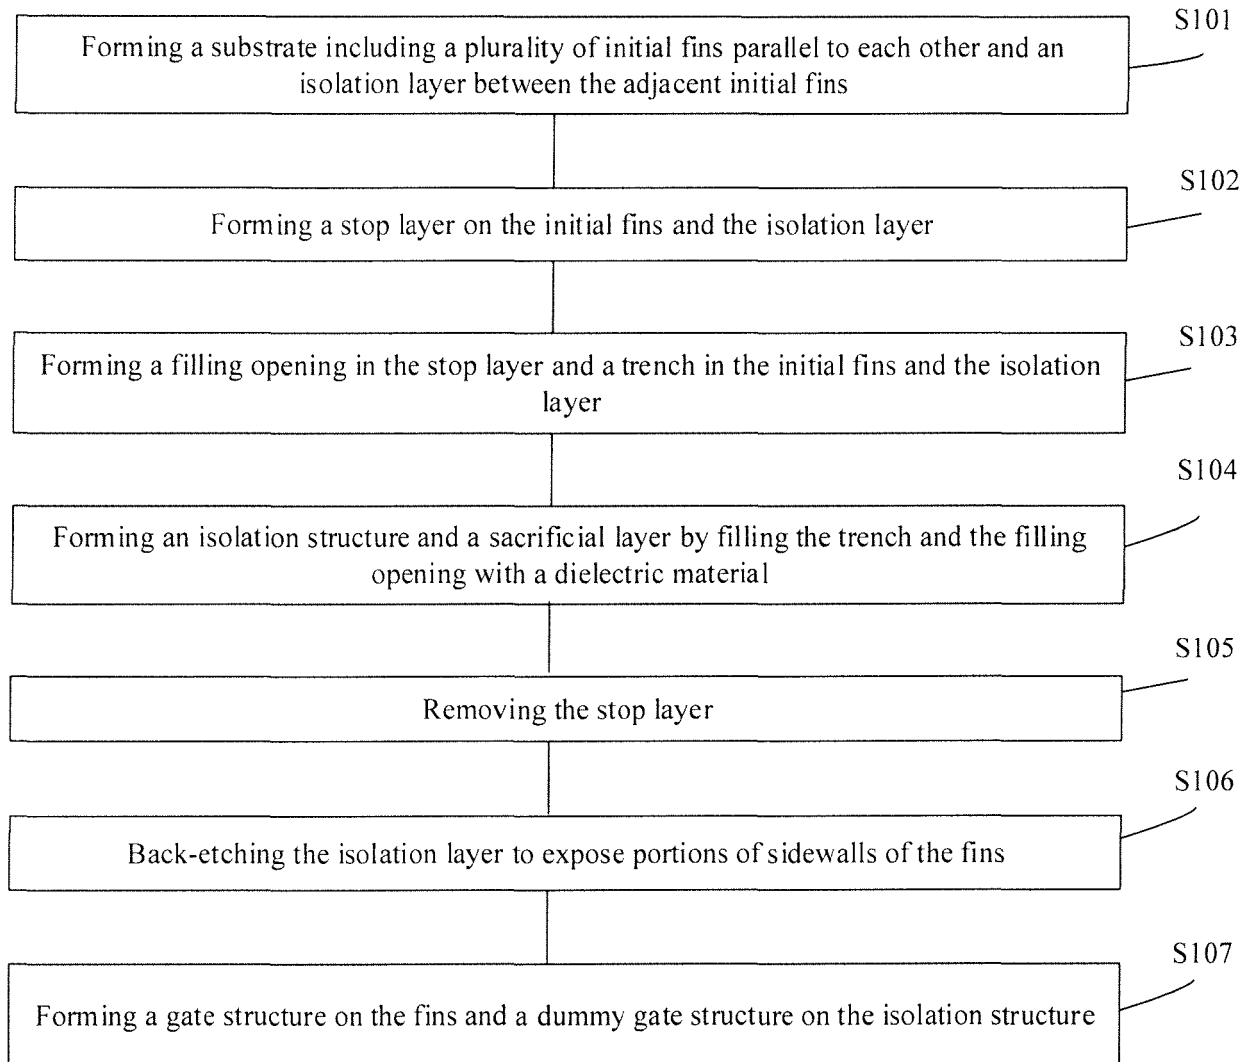 S101
Forming a substrate including a plurality of initial fins parallel to each other and an
isolation layer between the adjacent initial fins
S102
Forming a stop layer on the initial fins and the isolation layer
S103
Forming a filling opening in the stop layer and a trench in the initial fins and the isolation
layer
S104
Forming an isolation structure and a sacrificial layer by filling the trench and the filling
opening with a dielectric material
S105
Removing the stop layer
S106
Back-etching the isolation layer to expose portions of sidewalls of the fins
S107
Forming a gate structure on the fins and a dummy gate structure on the isolation structure